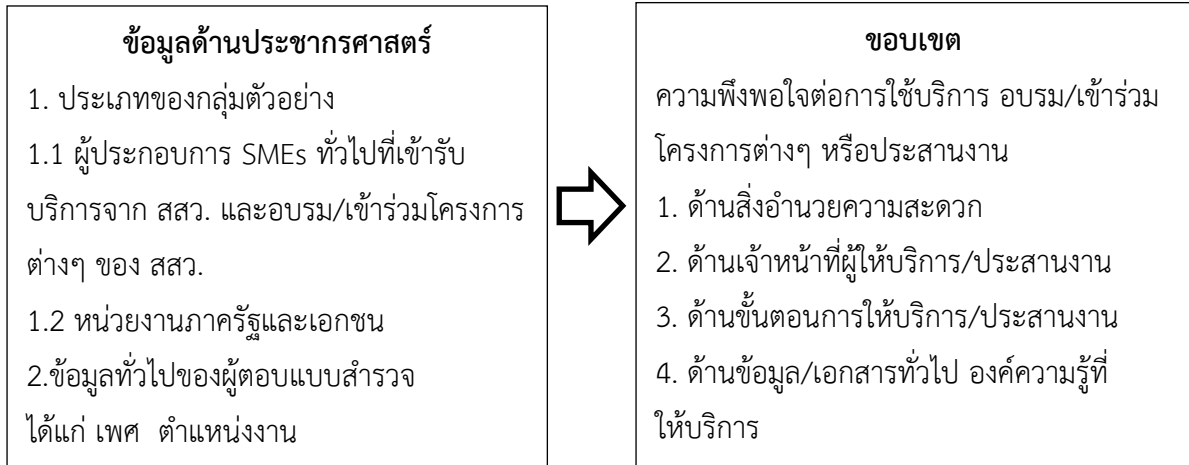 ข้อมูลด้านประชากรศาสตร์
1. ประเภทของกลุ่มตัวอย่าง
1.1 ผู้ประกอบการ SMEs ทั่วไปที่เข้ารับ
บริการจาก สสว. และอบรม/เข้าร่วมโครงการ
ต่างๆ ของ สสว.
1.2 หน่วยงานภาครัฐและเอกชน
2.ข้อมูลทั่วไปของผู้ตอบแบบสำรวจ
ได้แก่ เพศ ตำแหน่งงาน
ขอบเขต
ความพึงพอใจต่อการใช้บริการ อบรม/เข้าร่วม
โครงการต่างๆ หรือประสานงาน
1. ด้านสิ่งอำนวยความสะดวก
2. ด้านเจ้าหน้าที่ผู้ให้บริการ/ประสานงาน
3. ด้านขั้นตอนการให้บริการ/ประสานงาน
4. ด้านข้อมูล/เอกสารทั่วไป องค์ความรู้ที่
ให้บริการ